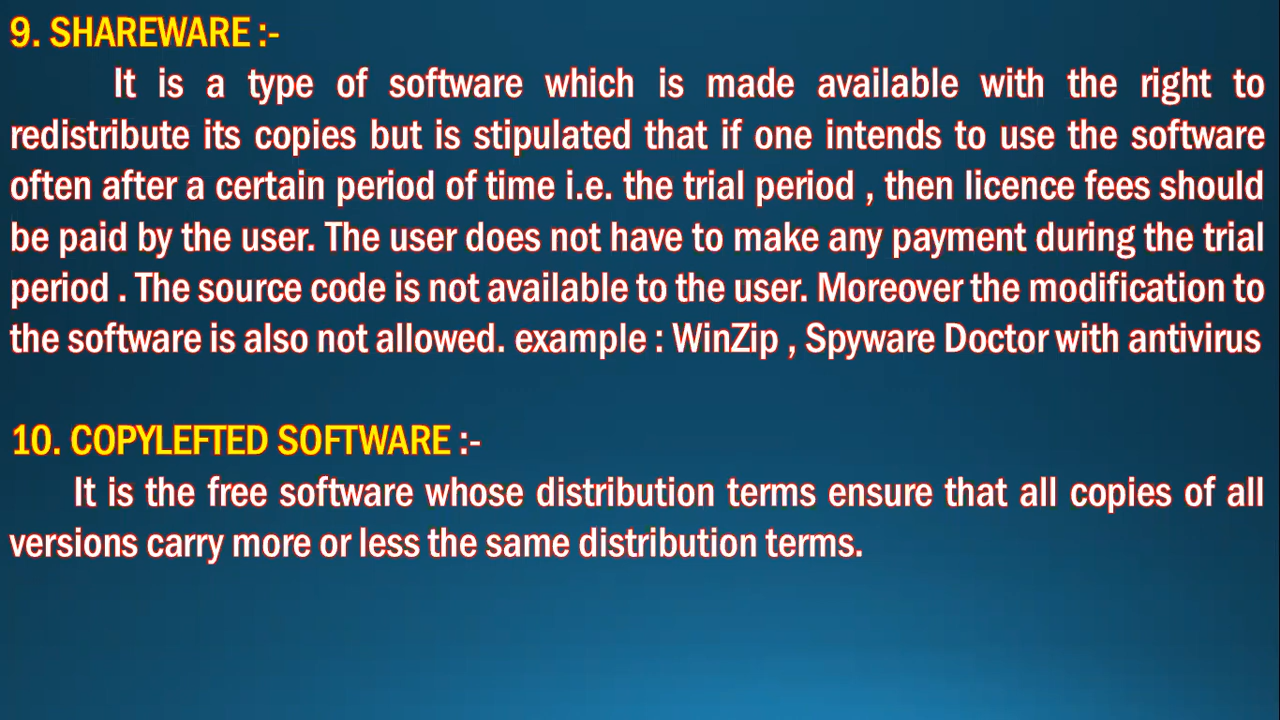 9. SHAREWARE :-
It is a type of software which is made available with the right to
redistribute its copies but is stipulated that if one intends to use the software
often after a certain period of time i.e. the trial period , then licence fees should
be paid by the user. The user does not have to make any payment during the trial
period . The source code is not available to the user. Moreover the modification to
the software is also not allowed. example : WinZip , Spyware Doctor with antivirus
10. COPYLEFTED SOFTWARE :-
It is the free software whose distribution terms ensure that all copies of all
versions carry more or less the same distribution terms.